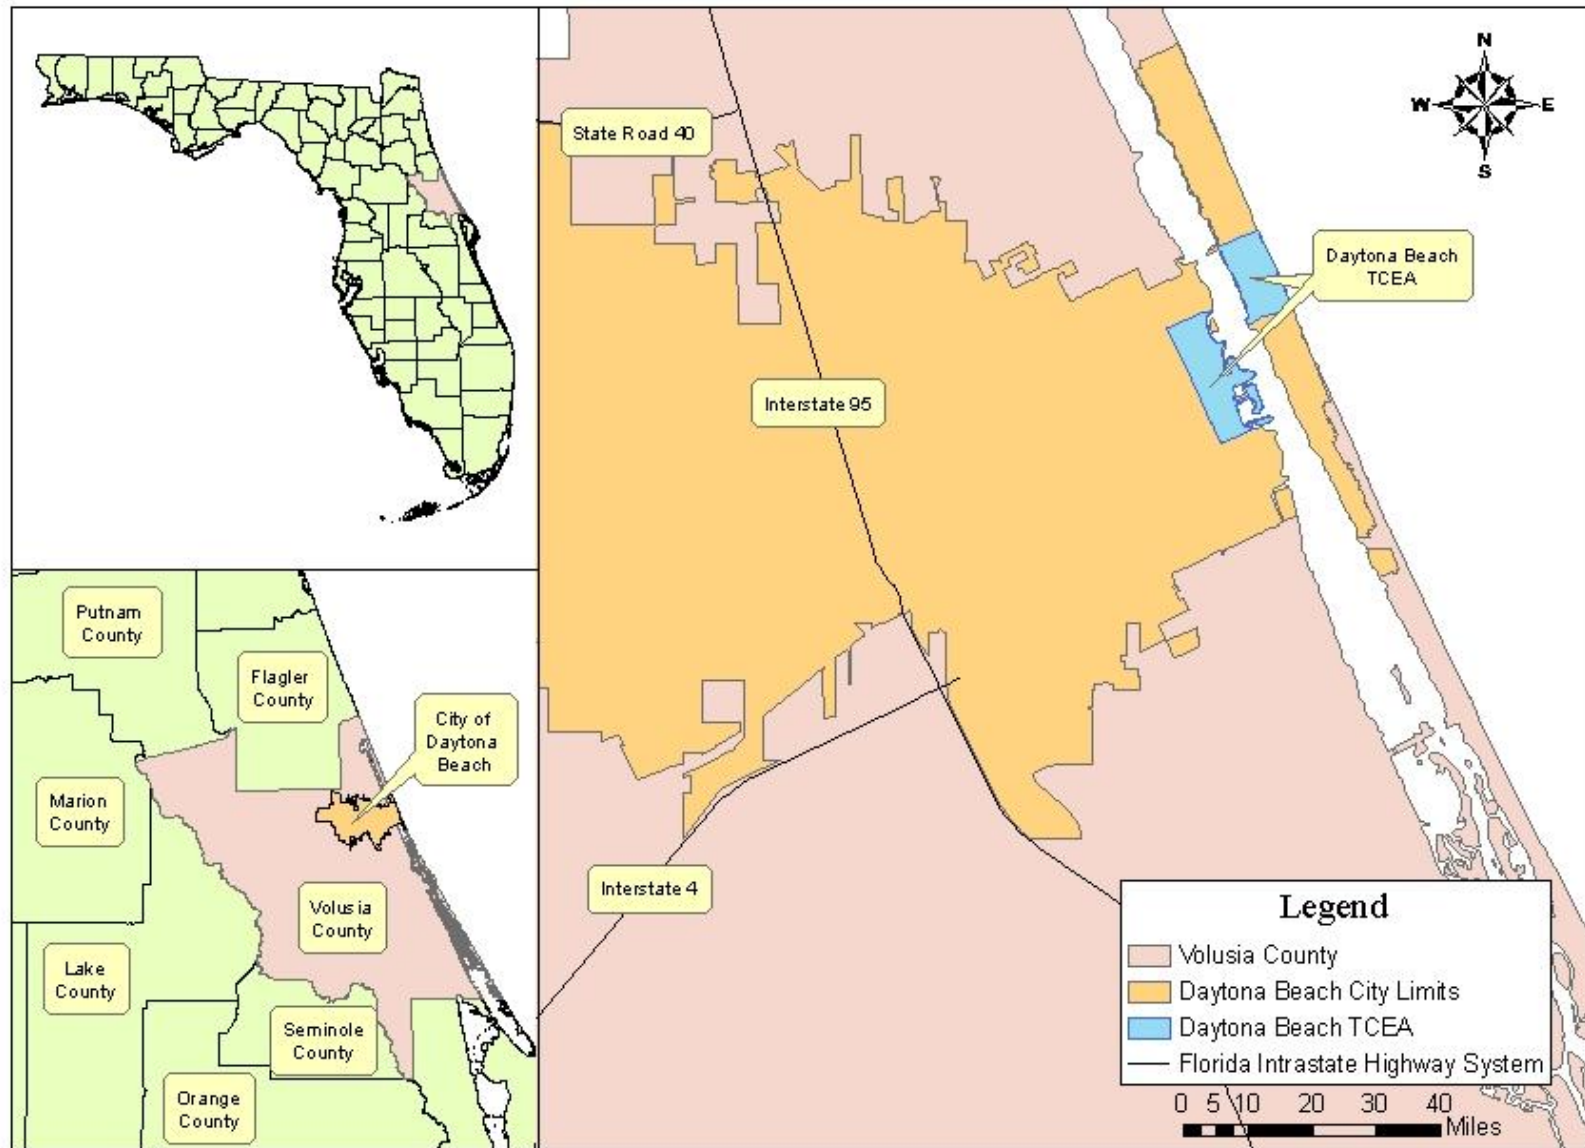 N
W
E
S
State Road 40
Daytona Beach
TCEA
Interstate 95
Interstate 4
Putnam
County
Flagler
County
City of
Daytona
Beach
Marion
County
Volusia
County
Lake
County
Seminole
County
Orange
County
Legend
Volusia County
Daytona Beach City Limits
Daytona Beach TCEA
Florida Intrastate Highway System
0 5 10 20 30 40
Miles